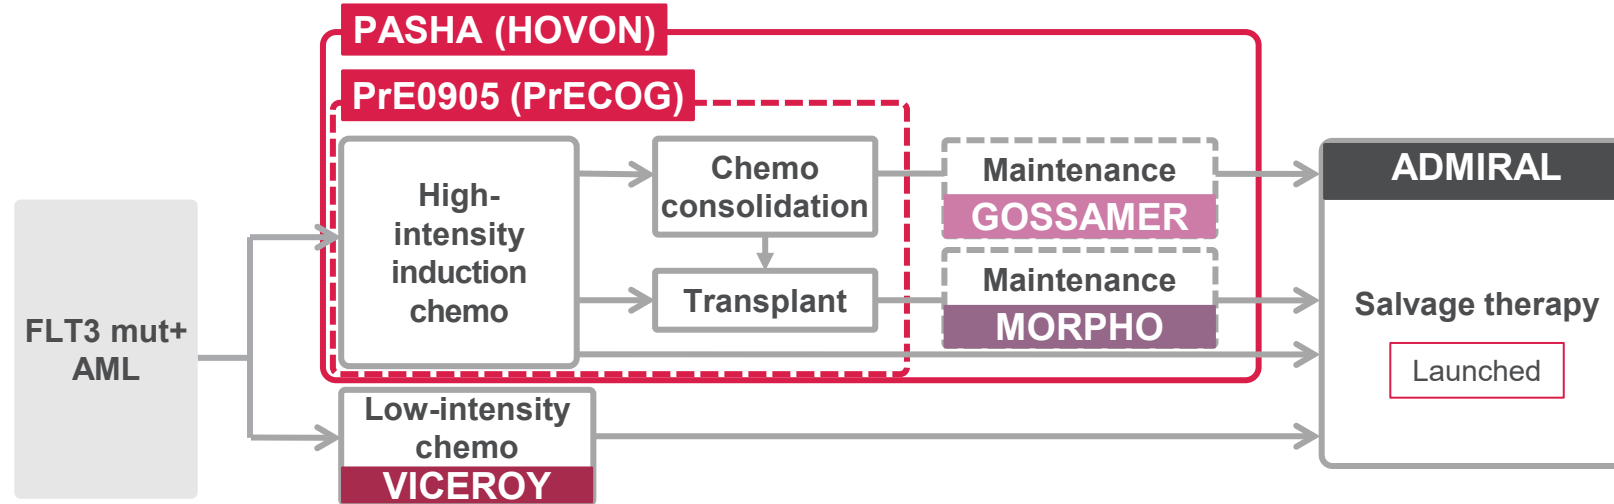 PASHA (HOVON)
PrE0905 (PrECOG)
FLT3 mut+
AML
High-
intensity
induction
chemo
Chemo
consolidation
Transplant
Maintenance
GOSSAMER
Maintenance
MORPHO
Low-intensity
chemo
VICEROY
ADMIRAL
Salvage therapy
Launched